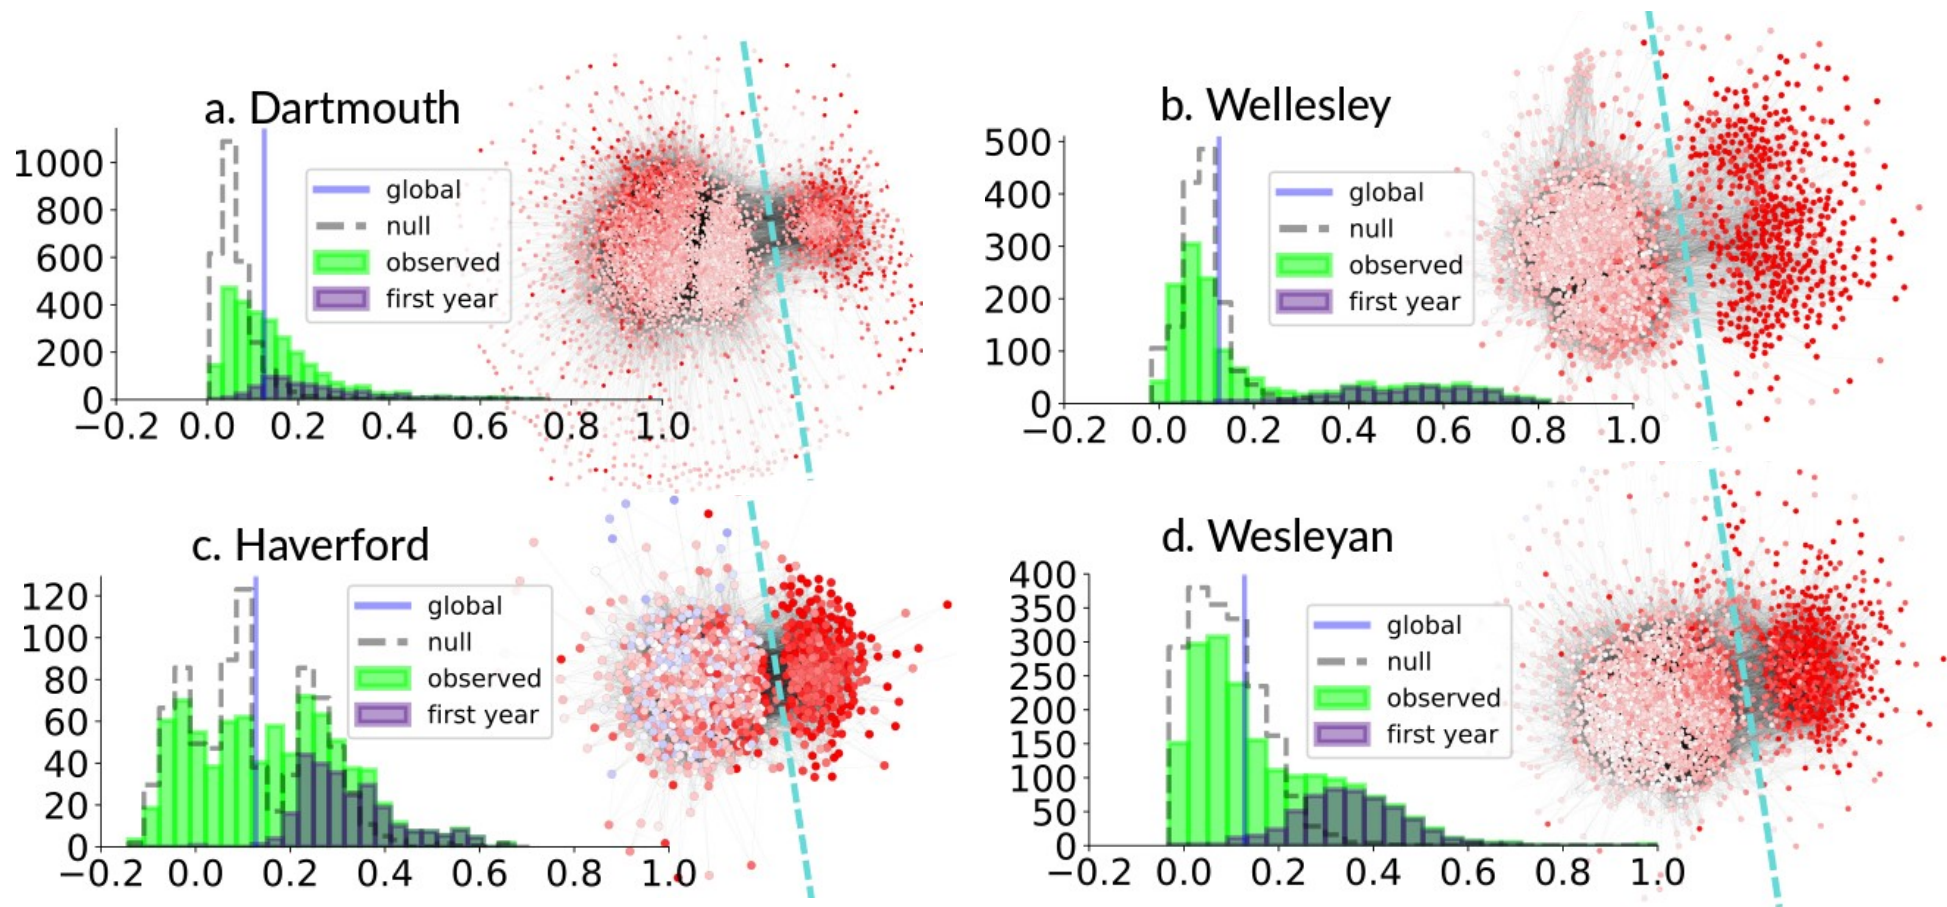 a. Dartmouth
1000
800
600
400
200
0
−0.2 0.0 0.2 0.4 0.6 0.8 1.0
global
null
observed
first year
b. Wellesley
500
400
300
200
100
0
−0.2 0.0 0.2 0.4 0.6 0.8 1.0
global
null
observed
first year
c. Haverford
120
100
80
60
40
20
0
−0.2 0.0 0.2 0.4 0.6 0.8 1.0
global
null
observed
first year
d. Wesleyan
400
350
300
250
200
150
100
50
0
−0.2 0.0 0.2 0.4 0.6 0.8 1.0
global
null
observed
first year